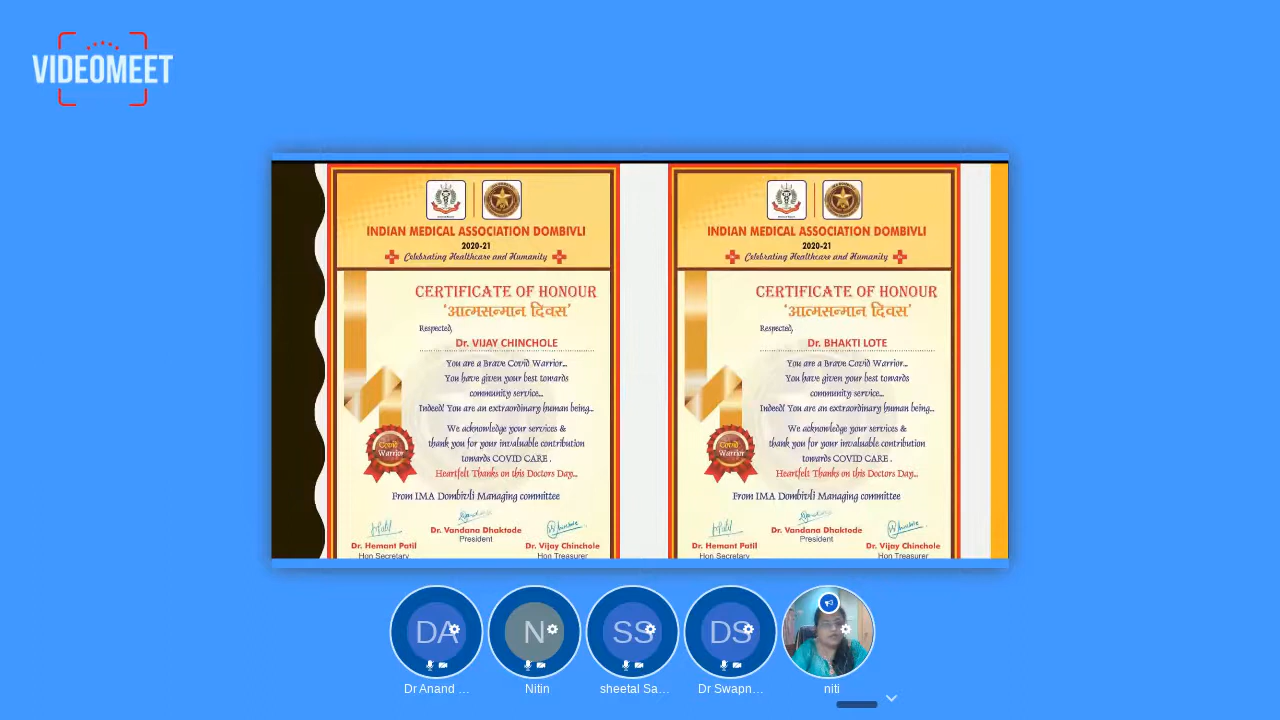 VIDEOMEET
INDIAN MEDICAL ASSOCIATION DOMBIVLI
2020-21
Celebrating Healthcare and Humanity
CERTIFICATE OF HONOUR
‘आत्मसन्मान दिवस’
Respected,
Dr. VIJAY CHINCHOLE
You are a Brave Covid Warrior...
You have given your best towards
community service...
Indeed! You are an extraordinary human being...
We acknowledge your services &
thank you for your invaluable contribution
towards COVID CARE .
Heartfelt Thanks on this Doctors Day...
Covid
Warrior
From IMA Dombivli Managing committee
Dr. Hemant Patil
Hon Secretary
Dr. Vandana Dhaktode
President
Dr. Vijay Chinchole
Hon Treasurer
INDIAN MEDICAL ASSOCIATION DOMBIVLI
2020-21
Celebrating Healthcare and Humanity
CERTIFICATE OF HONOUR
‘आत्मसन्मान दिवस’
Respected,
Dr. BHAKTI LOTE
You are a Brave Covid Warrior...
You have given your best towards
community service...
Indeed! You are an extraordinary human being...
We acknowledge your services &
thank you for your invaluable contribution
towards COVID CARE .
Heartfelt Thanks on this Doctors Day...
Covid
Warrior
From IMA Dombivli Managing committee
Dr. Hemant Patil
Hon Secretary
Dr. Vandana Dhaktode
President
Dr. Vijay Chinchole
Hon Treasurer
DA
N
SS
DS
Dr Anand ...
Nitin
sheetal Sa...
Dr Swapn...
niti